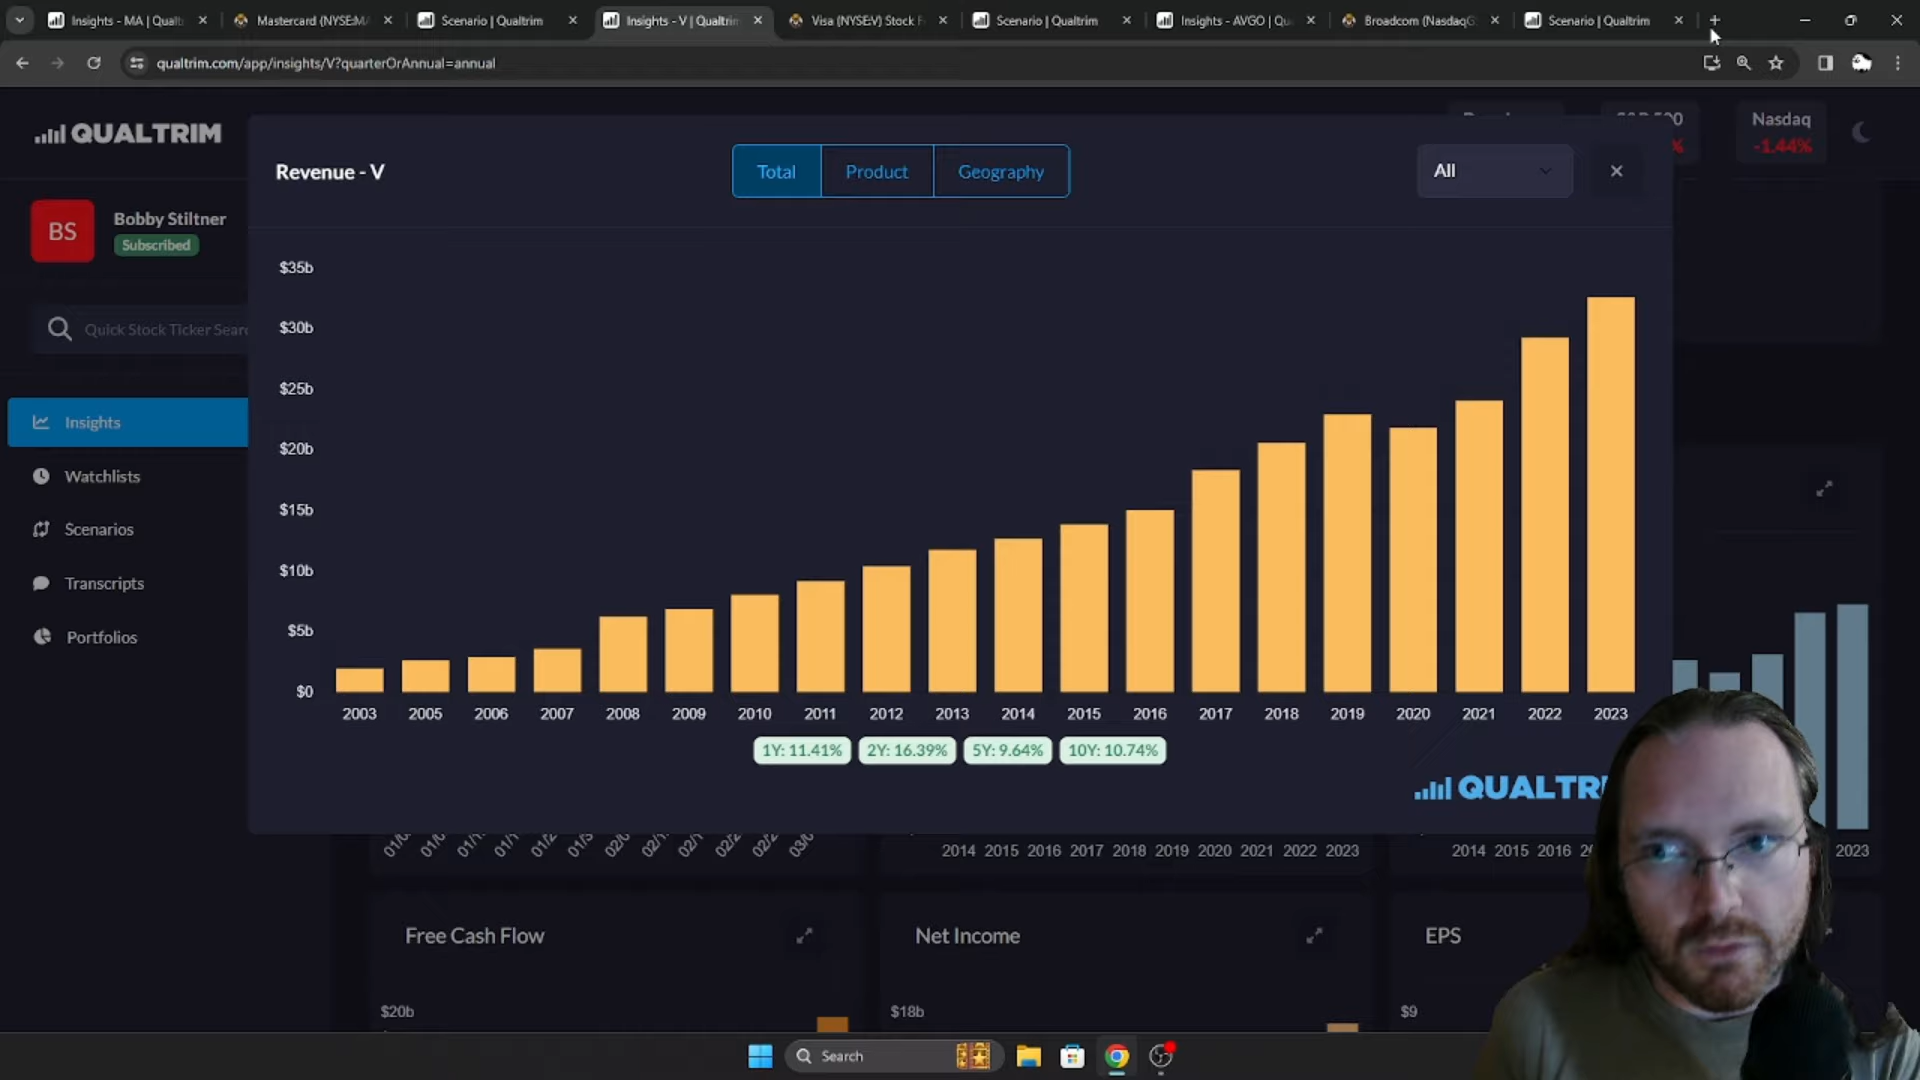 Insights - MA | Qualt
Mastercard (NYSE:MA
Scenario | Qualtrim
Insights - V | Qualtrim
Visa (NYSE:V) Stock F
Scenario | Qualtrim
Insights - AVGO | Qu
Broadcom (NasdaqG
Scenario | Qualtrim
qualtrim.com/app/insights/V?quarterOrAnnual=annual
QUALTRIM
Nasdaq
-1.44%
Revenue - V
Total
Product
Geography
All
BS
Bobby Stiltner
Subscribed
Quick Stock Ticker Searc
Insights
Watchlists
Scenarios
Transcripts
Portfolios
$35b
$30b
$25b
$20b
$15b
$10b
$5b
$0
2003 2005 2006 2007 2008 2009 2010 2011 2012 2013 2014 2015 2016 2017 2018 2019 2020 2021 2022 2023
1Y: 11.41% 2Y: 16.39% 5Y: 9.64% 10Y: 10.74%
QUALTRI
2014 2015 2016 2017 2018 2019 2020 2021 2022 2023
2014 2015 2016
2023
Free Cash Flow
Net Income
EPS
$20b
$18b
$9
Search